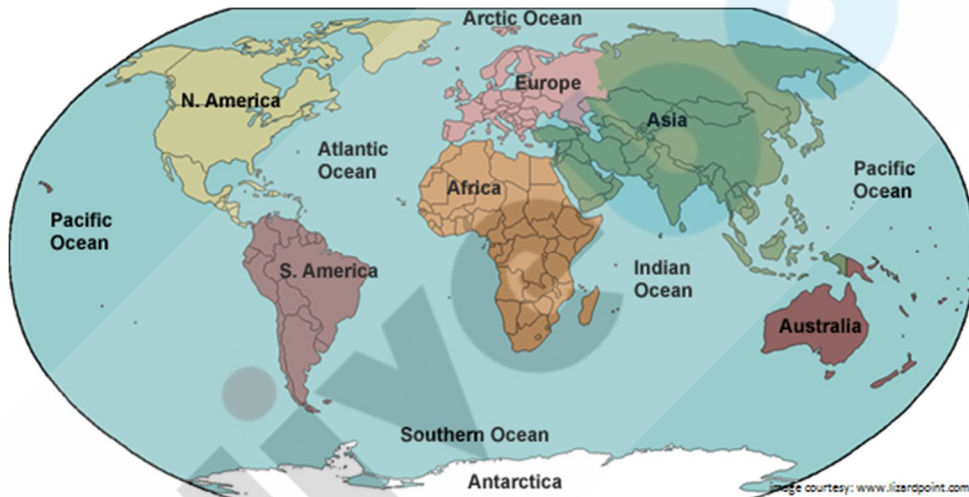 Arctic Ocean
Europe
N. America
Asia
Atlantic
Ocean
Pacific
Ocean
Africa
Pacific
Ocean
Indian
Ocean
S. America
Australia
Southern Ocean
Antarctica
image courtesy: www.lizardpoint.com